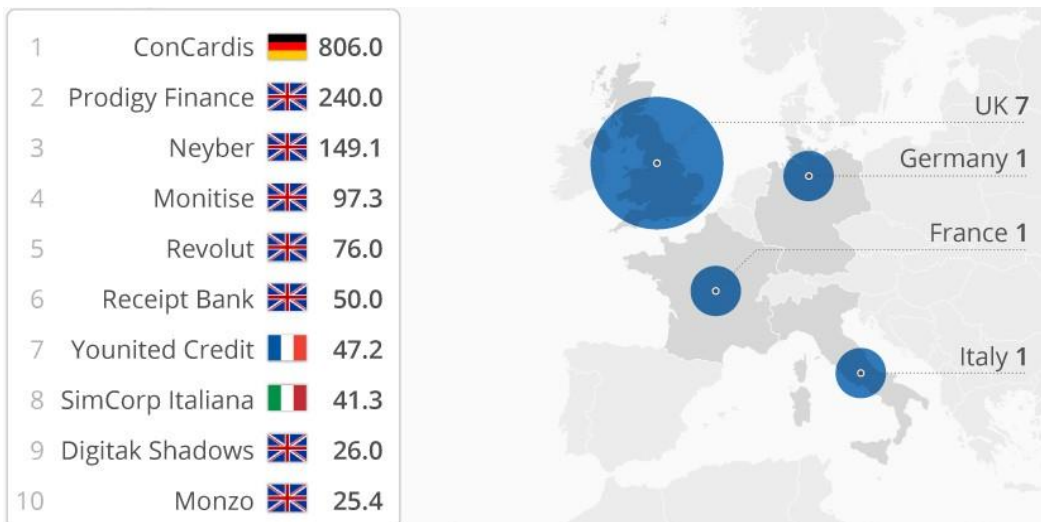 1 ConCardis 806.0
2 Prodigy Finance 240.0
3 Neyber 149.1
4 Monitise 97.3
5 Revolut 76.0
6 Receipt Bank 50.0
7 Younited Credit 47.2
8 SimCorp Italiana 41.3
9 Digitak Shadows 26.0
10 Monzo 25.4
UK 7
Germany 1
France 1
Italy 1